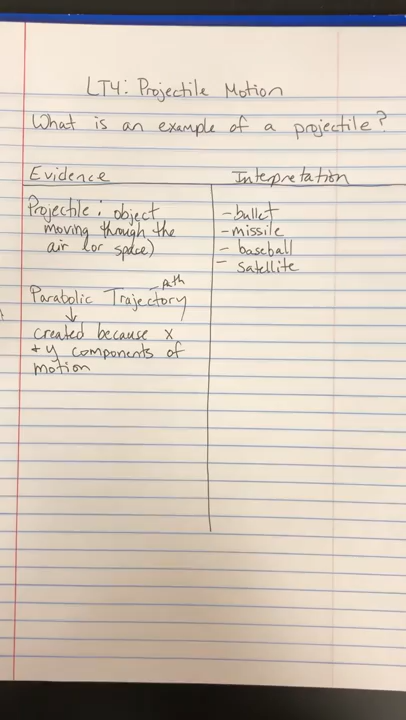 LT4: Projectile Motion
What is an example of a projectile?
Evidence
Projectile: object
moving through the
air (or space)
- path
Parabolic Trajectory
↓
created because x
+ y components of
motion
Interpretation
- bullet
- missile
- baseball
- satellite